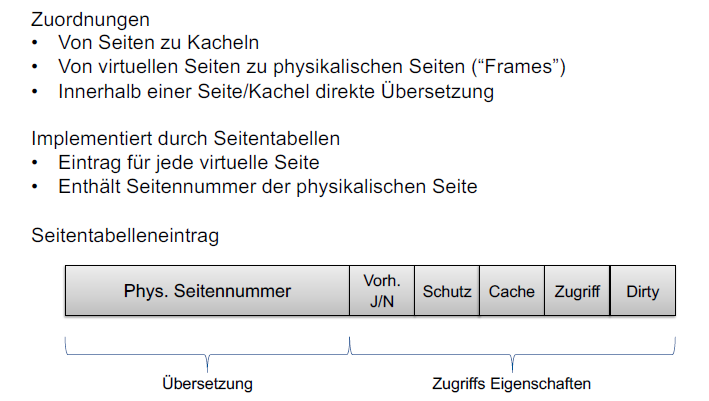 Zuordnungen
• Von Seiten zu Kacheln
• Von virtuellen Seiten zu physikalischen Seiten (“Frames”)
• Innerhalb einer Seite/Kachel direkte Übersetzung
Implementiert durch Seitentabellen
• Eintrag für jede virtuelle Seite
• Enthält Seitennummer der physikalischen Seite
Seitentabelleneintrag
Phys. Seitennummer
Vorh.
J/N
Schutz
Cache
Zugriff
Dirty
Übersetzung
Zugriffs Eigenschaften